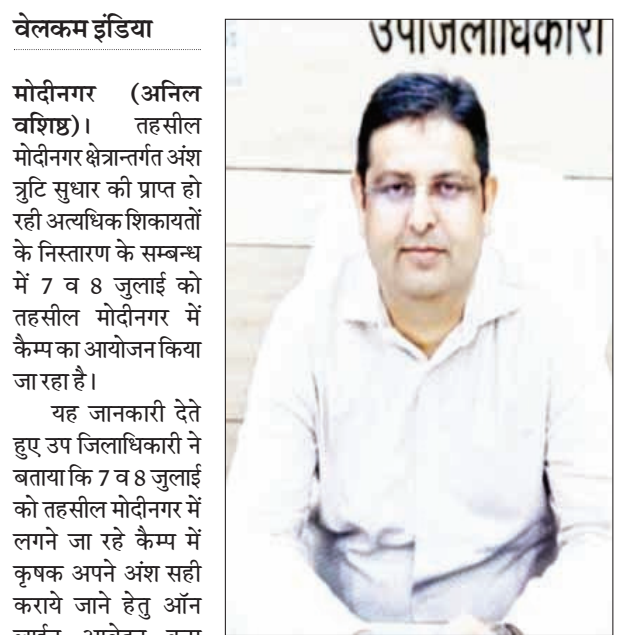 वेलकम इंडिया
उपजिलाधिकारी
मोदीनगर (अनिल
वशिष्ठ)। तहसील
मोदीनगर क्षेत्रान्तर्गत अंश
त्रुटि सुधार की प्राप्त हो
रही अत्यधिक शिकायतों
के निस्तारण के सम्बन्ध
में 7 व 8 जुलाई को
तहसील मोदीनगर में
कैम्प का आयोजन किया
जा रहा है।
यह जानकारी देते
हुए उप जिलाधिकारी ने
बताया कि 7 व 8 जुलाई
को तहसील मोदीनगर में
लगने जा रहे कैम्प में
कृषक अपने अंश सही
कराये जाने हेतु ऑन